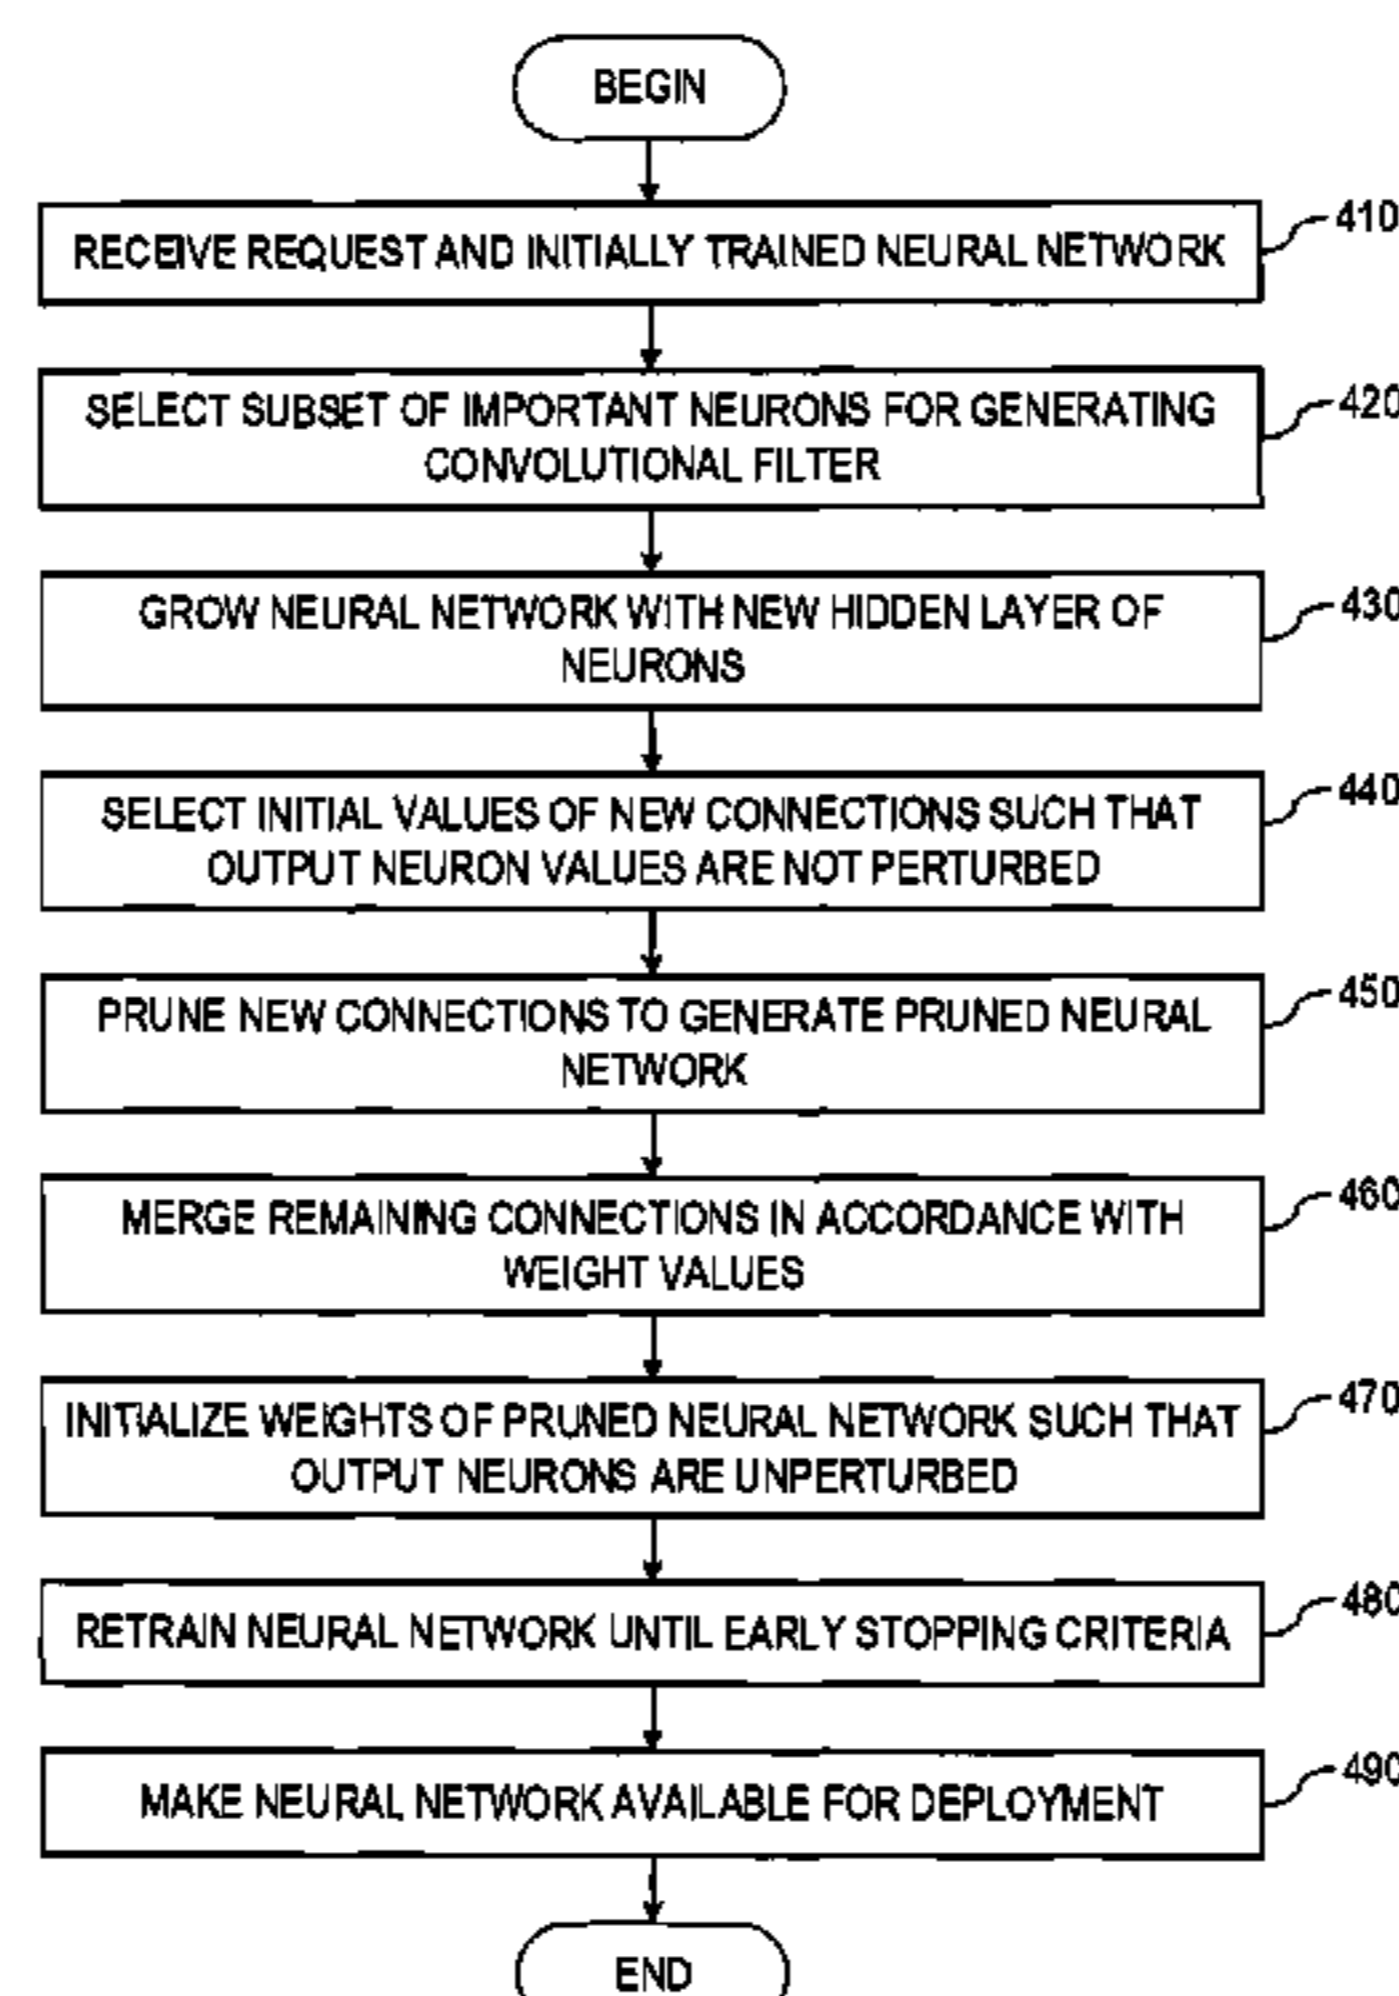 BEGIN
RECEIVE REQUEST AND INITIALLY TRAINED NEURAL NETWORK
410
SELECT SUBSET OF IMPORTANT NEURONS FOR GENERATING
CONVOLUTIONAL FILTER
420
GROW NEURAL NETWORK WITH NEW HIDDEN LAYER OF
NEURONS
430
SELECT INITIAL VALUES OF NEW CONNECTIONS SUCH THAT
OUTPUT NEURON VALUES ARE NOT PERTURBED
440
PRUNE NEW CONNECTIONS TO GENERATE PRUNED NEURAL
NETWORK
450
MERGE REMAINING CONNECTIONS IN ACCORDANCE WITH
WEIGHT VALUES
460
INITIALIZE WEIGHTS OF PRUNED NEURAL NETWORK SUCH THAT
OUTPUT NEURONS ARE UNPERTURBED
470
RETRAIN NEURAL NETWORK UNTIL EARLY STOPPING CRITERIA
480
MAKE NEURAL NETWORK AVAILABLE FOR DEPLOYMENT
490
END